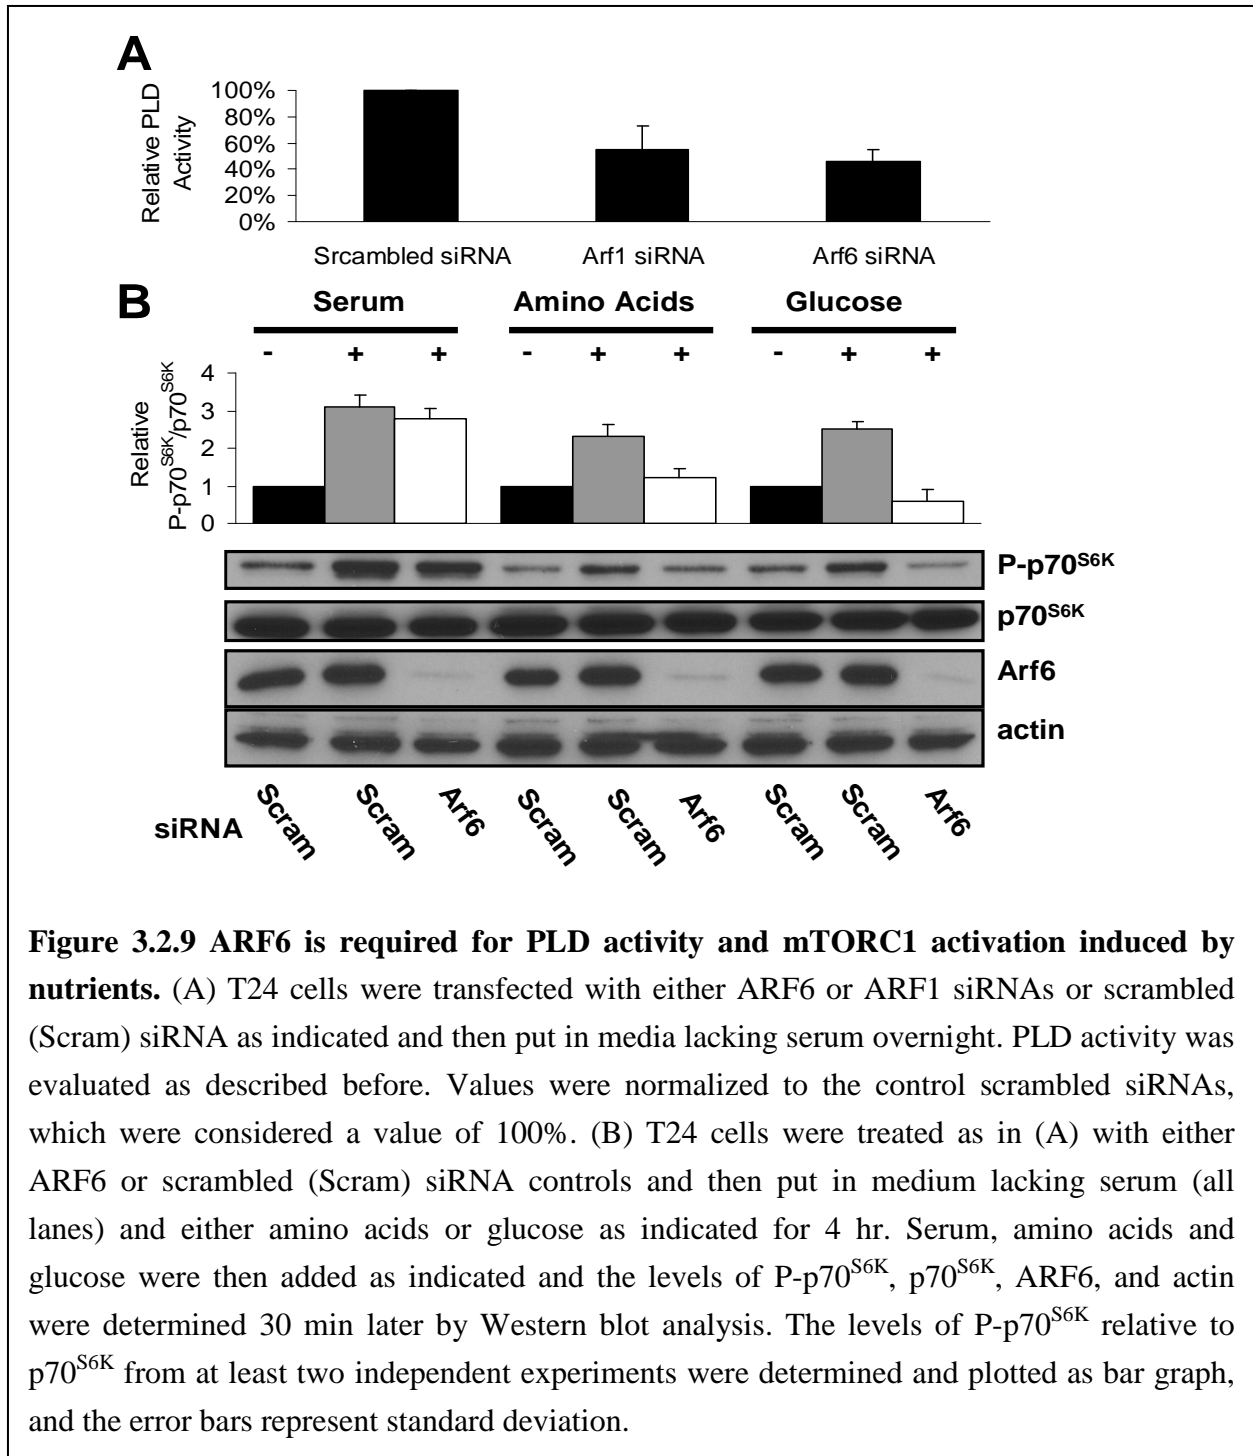 A
Relative PLD
Activity
100%
80%
60%
40%
20%
0%
Srcambled siRNA Arf1 siRNA Arf6 siRNA
B
Serum Amino Acids Glucose
- + + - + + - + +
Relative
P-p70S6K/p70S6K
4
3
2
1
0
P-p70S6K
p70S6K
Arf6
actin
siRNA Scram Scram Arf6 Scram Scram Arf6 Scram Scram Arf6
Figure 3.2.9 ARF6 is required for PLD activity and mTORC1 activation induced by
nutrients. (A) T24 cells were transfected with either ARF6 or ARF1 siRNAs or scrambled
(Scram) siRNA as indicated and then put in media lacking serum overnight. PLD activity was
evaluated as described before. Values were normalized to the control scrambled siRNAs,
which were considered a value of 100%. (B) T24 cells were treated as in (A) with either
ARF6 or scrambled (Scram) siRNA controls and then put in medium lacking serum (all
lanes) and either amino acids or glucose as indicated for 4 hr. Serum, amino acids and
glucose were then added as indicated and the levels of P-p70S6K, p70S6K, ARF6, and actin
were determined 30 min later by Western blot analysis. The levels of P-p70S6K relative to
p70S6K from at least two independent experiments were determined and plotted as bar graph,
and the error bars represent standard deviation.